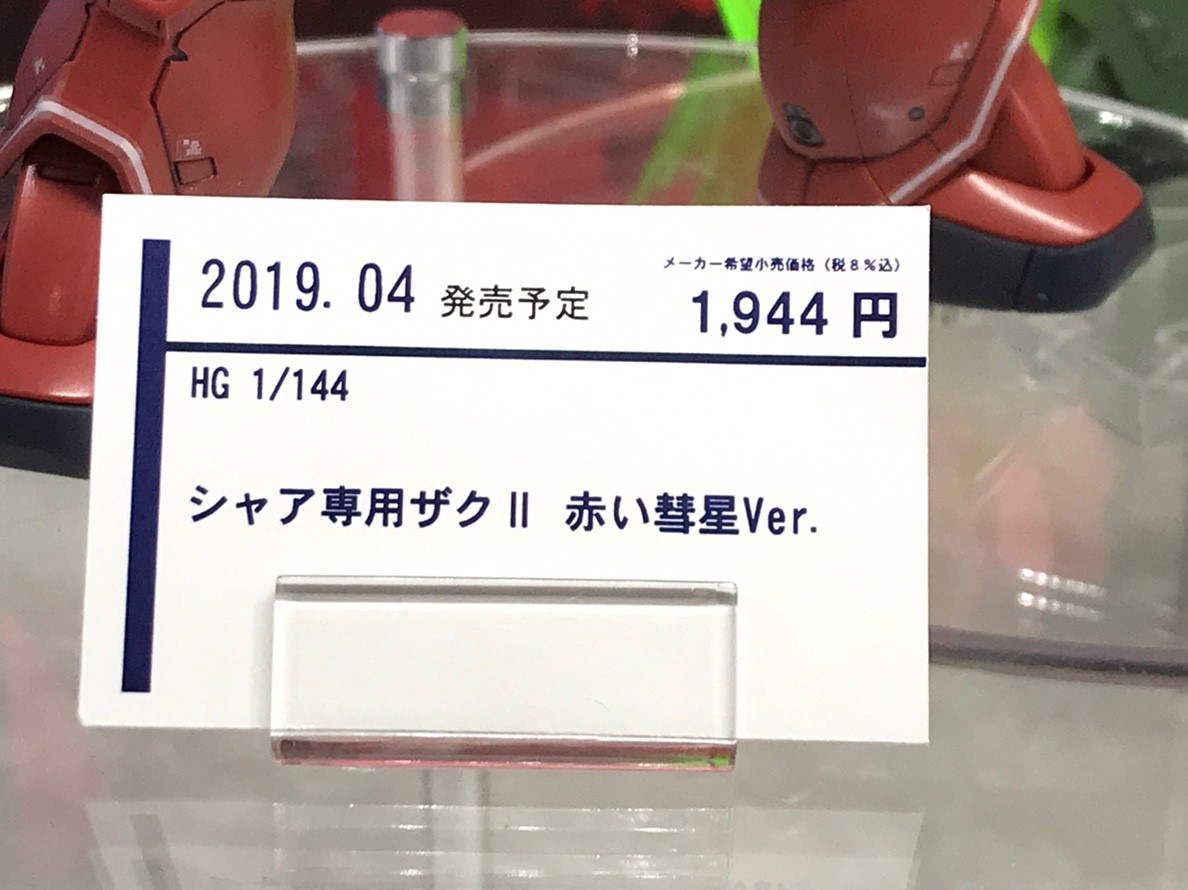 2019. 04 発売予定
メーカー希望小売価格（税８%込）
1,944 円
HG 1/144
シャア専用ザクⅡ 赤い彗星Ver.